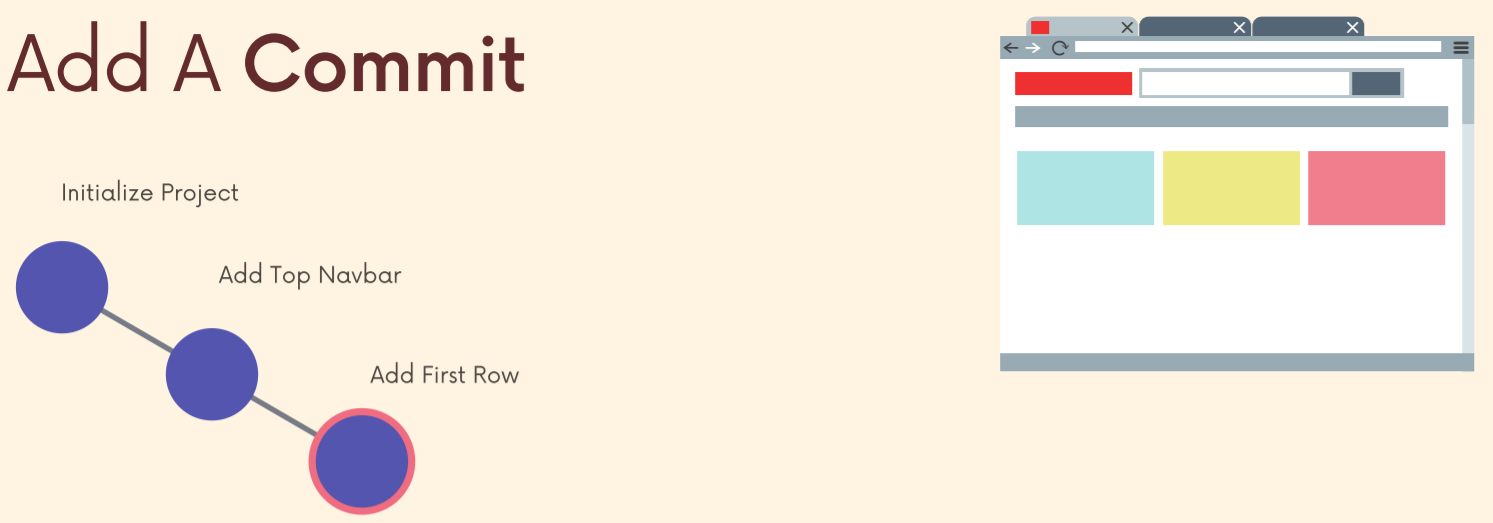 Add A Commit
Initialize Project
Add Top Navbar
Add First Row